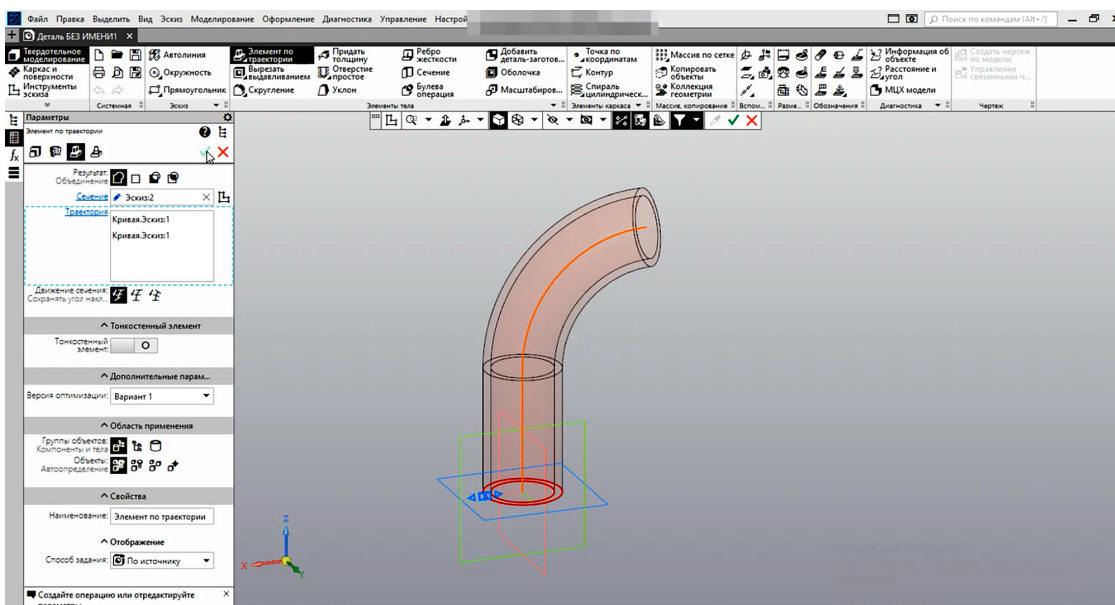 Файл Правка Выделить Вид Эскиз Моделирование Оформление Диагностика Управление Настрой
Поиск по командам (Alt+/)
Деталь БЕЗ ИМЕНИ1
Твердотельное
моделирование
Каркас и
поверхности
Инструменты
эскиза
Системная
Автолиния
Окружность
Прямоугольник
Эскиз
Элемент по
траектории
Вырезать
выдавливанием
Скругление
Придать
толщину
Отверстие
простое
Уклон
Ребро
жесткости
Сечение
Булева
операция
Добавить
деталь-заготов...
Оболочка
Масштабиров...
Элементы тела
Точка по
координатам
Контур
Спираль
цилиндрическ...
Элементы каркаса
Массив по сетке
Копировать
объекты
Коллекция
геометрии
Массив, копирование
Вспом...
Разме...
Обозначения
Информация об
объекте
Расстояние и
угол
МЦХ модели
Диагностика
Создать чертеж
по модели
Управление
связанными ч...
Чертеж
Параметры
Элемент по траектории
Результат:
Объединение
Сечение
Эскиз:2
Траектория
Кривая.Эскиз:1
Кривая.Эскиз:1
Движение сечения:
Сохранять угол накл...
Тонкостенный элемент
Тонкостенный
элемент:
Дополнительные парам...
Версия оптимизации: Вариант 1
Область применения
Группы объектов:
Компоненты и тела
Объекты:
Автоопределение
Свойства
Наименование: Элемент по траектории
Отображение
Способ задания: По источнику
Создайте операцию или отредактируйте
параметры
Z
X
Y